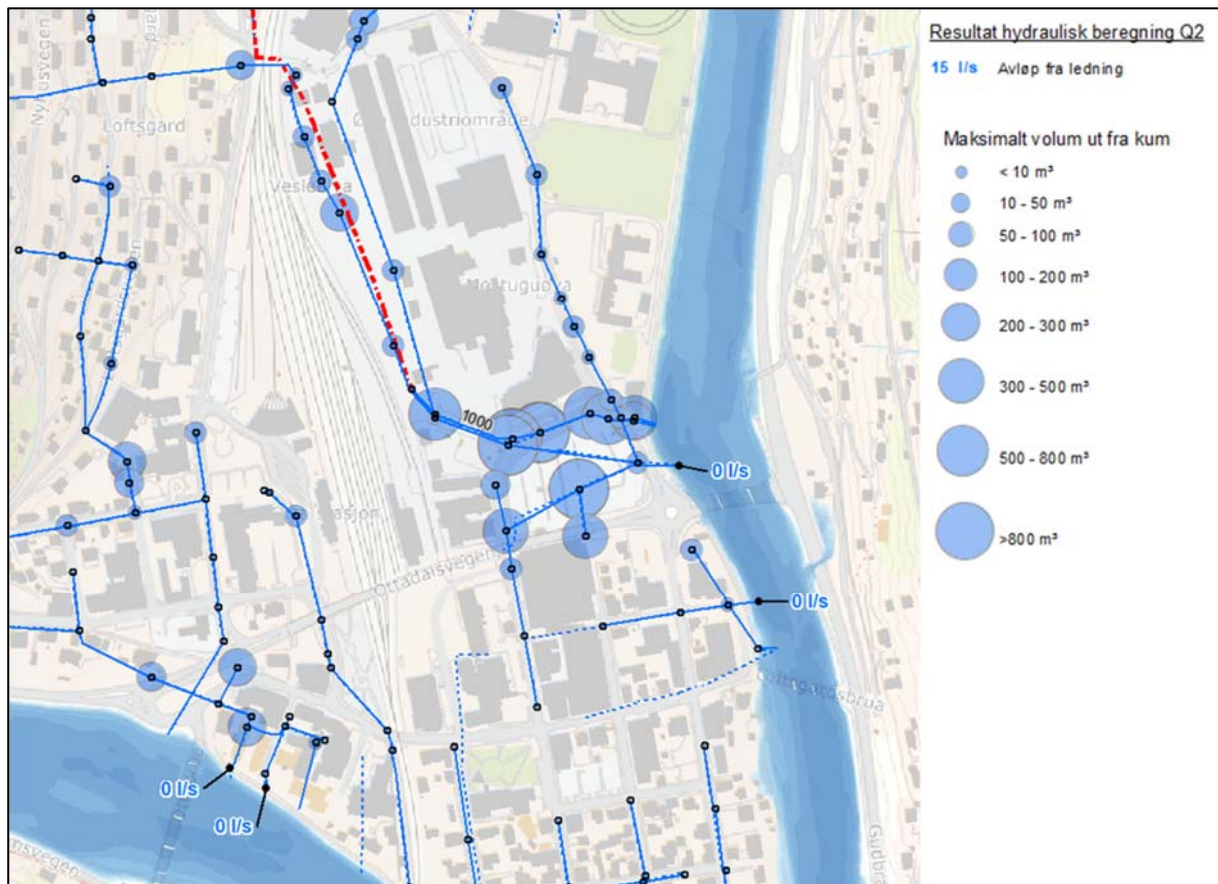 Resultat hydraulisk beregning Q2
15 l/s Avløp fra ledning
Maksimalt volum ut fra kum
< 10 m³
10 - 50 m³
50 - 100 m³
100 - 200 m³
200 - 300 m³
300 - 500 m³
500 - 800 m³
>800 m³
Loftsgard
1000
0 l/s
Ottadalsvegen
0 l/s
Loftsgardsbrua
0 l/s
0 l/s